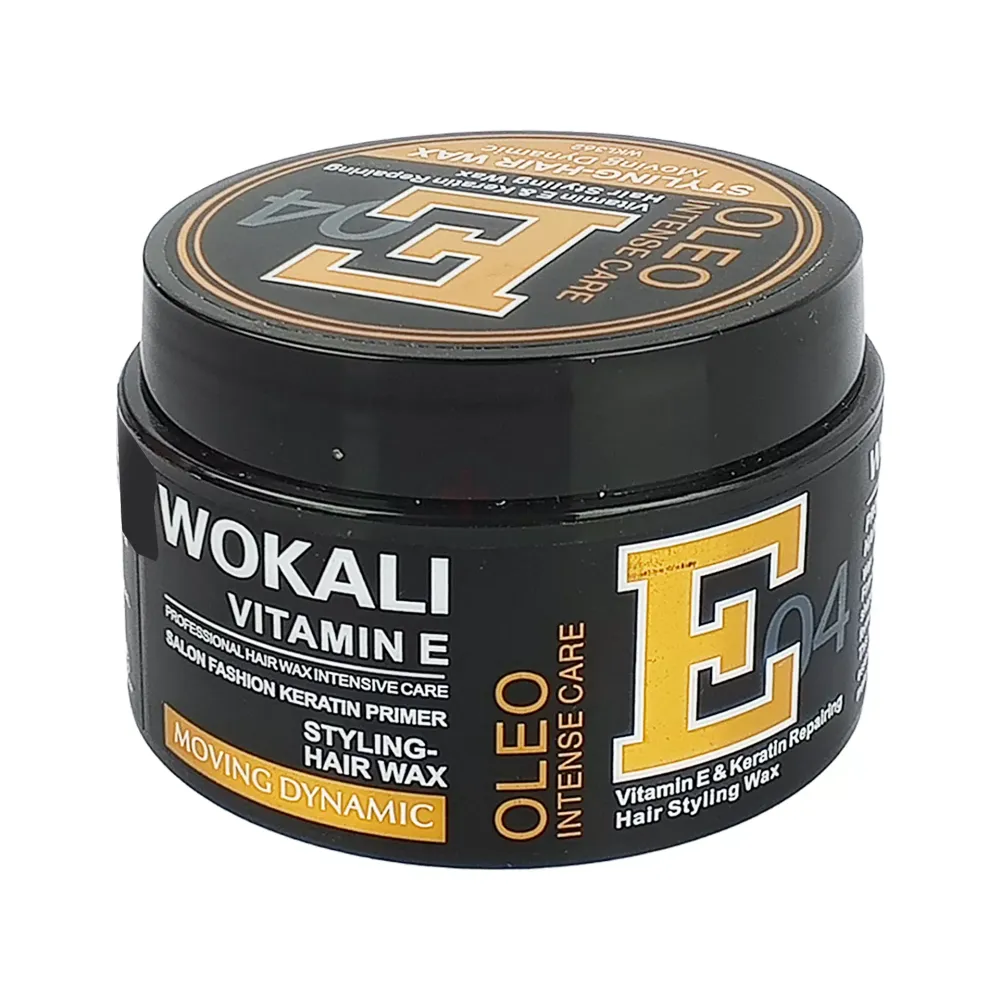 OLEO
INTENSE CARE
E
04
Vitamin E & Keratin Repairing
Hair Styling Wax
STYLING-HAIR WAX
Moving Dynamic
WKL362
WOKALI
VITAMIN E
PROFESSIONAL HAIR WAX INTENSIVE CARE
SALON FASHION KERATIN PRIMER
STYLING-
HAIR WAX
MOVING DYNAMIC
OLEO
INTENSE CARE
E
04
Vitamin E & Keratin Repairing
Hair Styling Wax